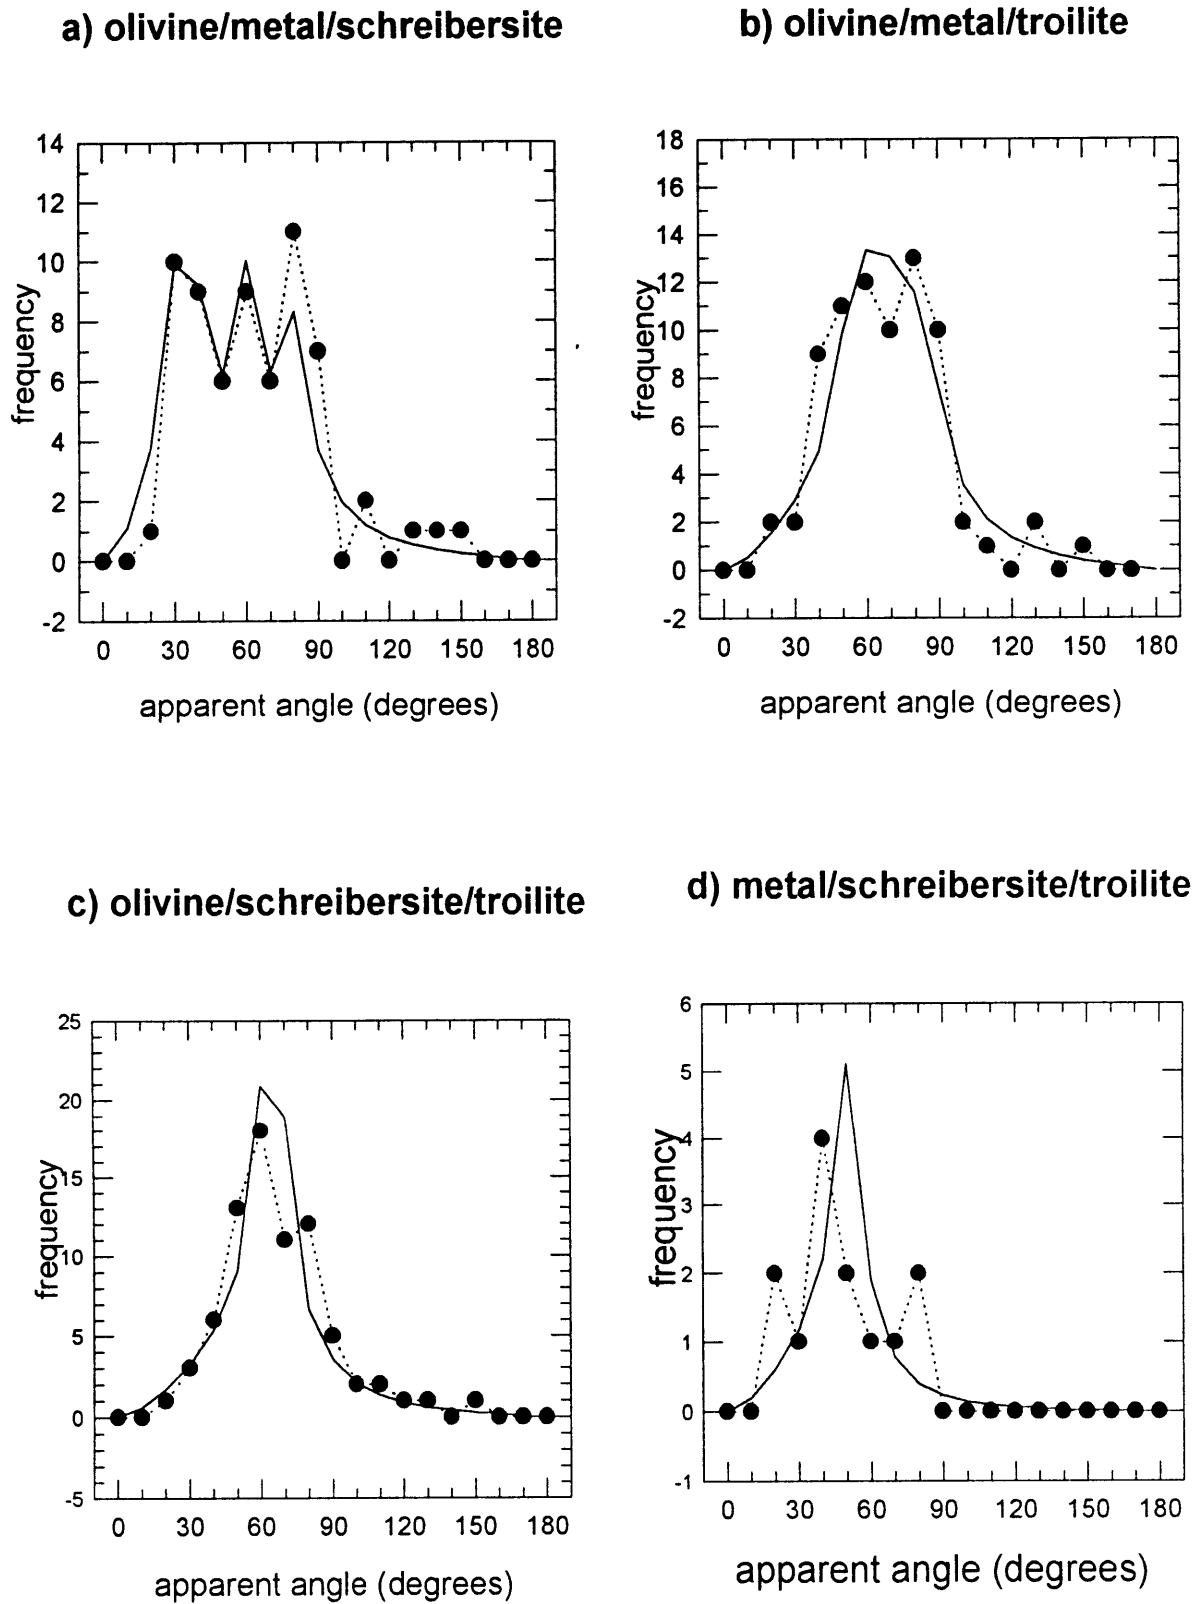 a) olivine/metal/schreibersite
b) olivine/metal/troilite
14
12
10
8
6
4
2
0
-2
frequency
0 30 60 90 120 150 180
apparent angle (degrees)
18
16
14
12
10
8
6
4
2
0
-2
frequency
0 30 60 90 120 150 180
apparent angle (degrees)
c) olivine/schreibersite/troilite
d) metal/schreibersite/troilite
25
20
15
10
5
0
-5
frequency
0 30 60 90 120 150 180
apparent angle (degrees)
6
5
4
3
2
1
0
-1
frequency
0 30 60 90 120 150 180
apparent angle (degrees)